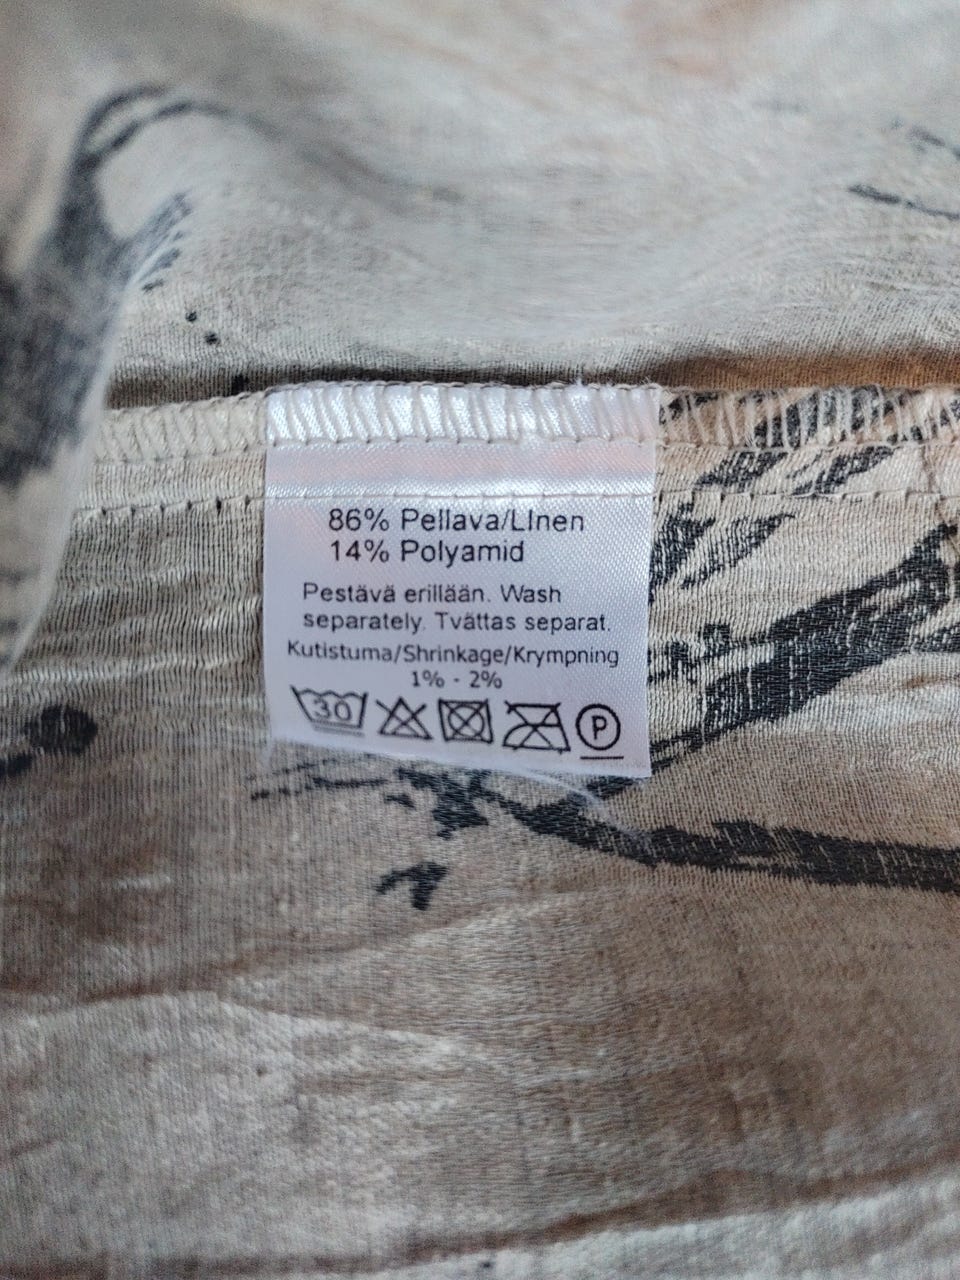 86% Pellava/LInen
14% Polyamid
Pestävä erillään. Wash
separately. Tvättas separat.
Kutistuma/Shrinkage/Krympning
1% - 2%
30 P